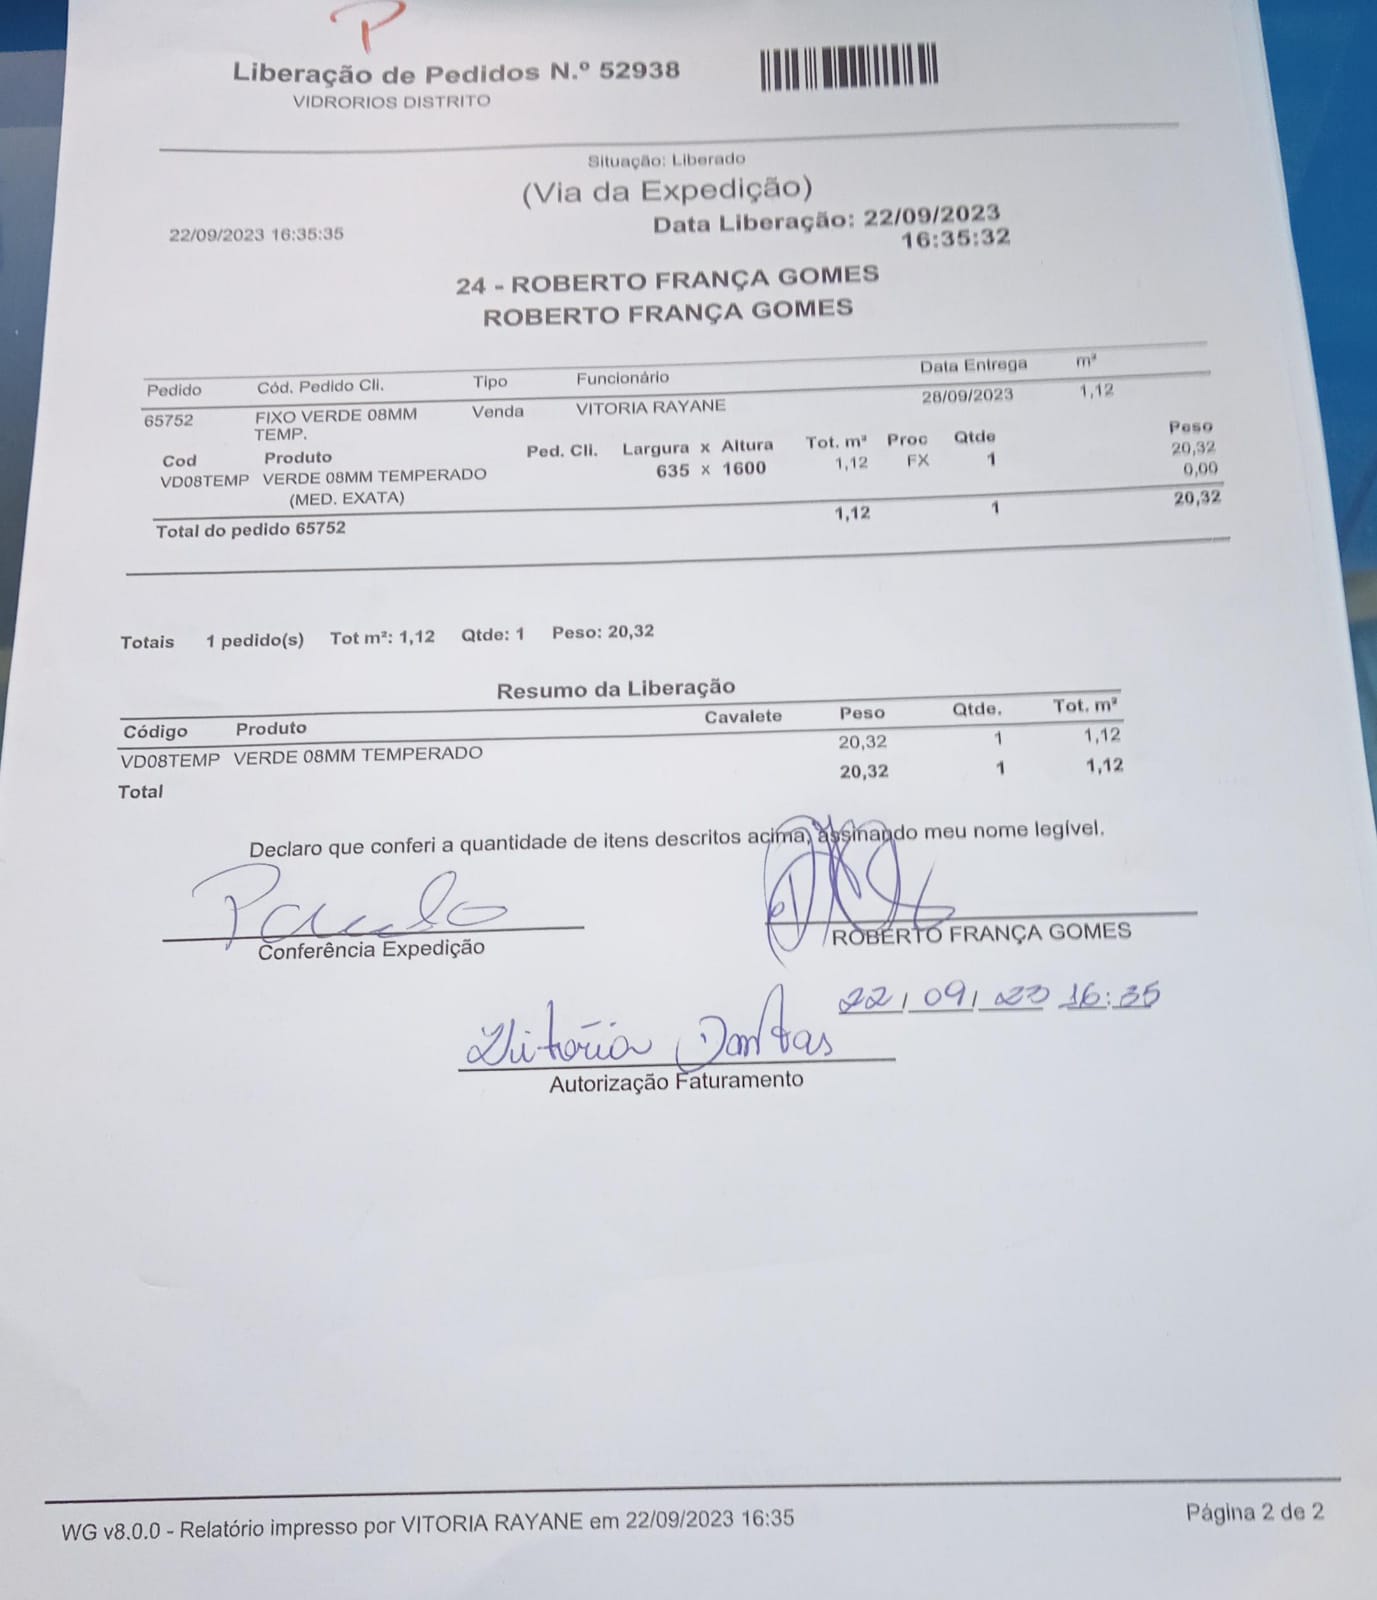 P
Liberação de Pedidos N.º 52938
VIDRORIOS DISTRITO
Situação: Liberado
(Via da Expedição)
22/09/2023 16:35:35
Data Liberação: 22/09/2023
16:35:32
24 - ROBERTO FRANÇA GOMES
ROBERTO FRANÇA GOMES
Pedido Cód. Pedido Cli. Tipo Funcionário Data Entrega m²
65752 FIXO VERDE 08MM TEMP. Venda VITORIA RAYANE 28/09/2023 1,12
Cod Produto Ped. Cli. Largura x Altura Tot. m² Proc Qtde Peso
VD08TEMP VERDE 08MM TEMPERADO 635 x 1600 1,12 FX 1 20,32
(MED. EXATA) 0,00
Total do pedido 65752 1,12 1 20,32
Totais 1 pedido(s) Tot m²: 1,12 Qtde: 1 Peso: 20,32
Resumo da Liberação
Código Produto Cavalete Peso Qtde. Tot. m²
VD08TEMP VERDE 08MM TEMPERADO 20,32 1 1,12
Total 20,32 1 1,12
Declaro que conferi a quantidade de itens descritos acima, assinando meu nome legível.
Paulo
Conferência Expedição
ROBERTO FRANÇA GOMES
22/09/23 16:35
Vitória Dantas
Autorização Faturamento
WG v8.0.0 - Relatório impresso por VITORIA RAYANE em 22/09/2023 16:35
Página 2 de 2